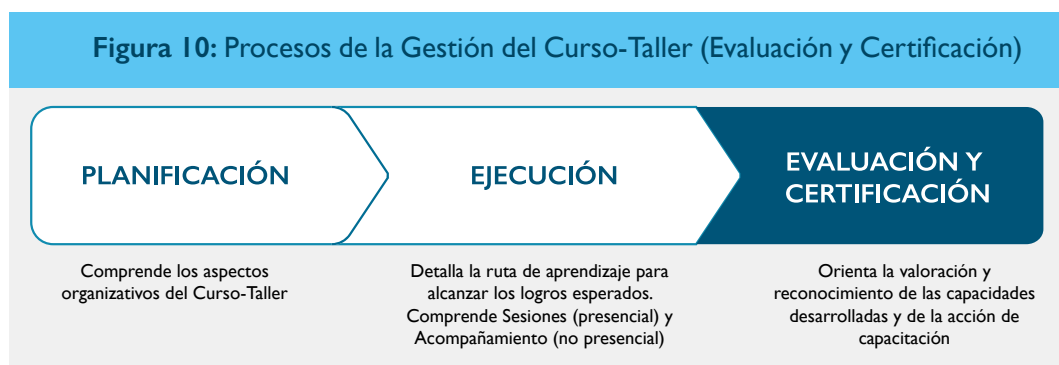 Figura 10: Procesos de la Gestión del Curso-Taller (Evaluación y Certificación)
PLANIFICACIÓN
EJECUCIÓN
EVALUACIÓN Y
CERTIFICACIÓN
Comprende los aspectos
organizativos del Curso-Taller
Detalla la ruta de aprendizaje para
alcanzar los logros esperados.
Comprende Sesiones (presencial) y
Acompañamiento (no presencial)
Orienta la valoración y
reconocimiento de las capacidades
desarrolladas y de la acción de
capacitación